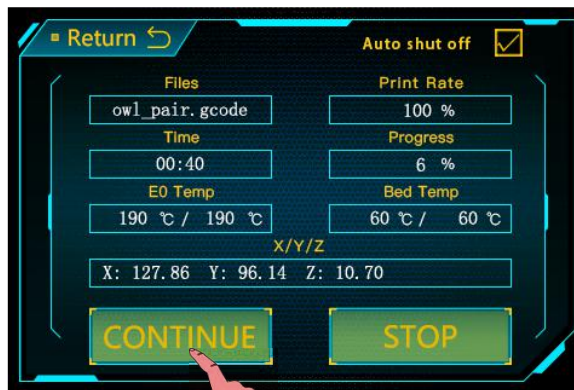 Return
Auto shut off
Files
Print Rate
owl_pair.gcode
100 %
Time
Progress
00:40
6 %
E0 Temp
Bed Temp
190 ℃ / 190 ℃
60 ℃ / 60 ℃
X/Y/Z
X: 127.86 Y: 96.14 Z: 10.70
CONTINUE
STOP